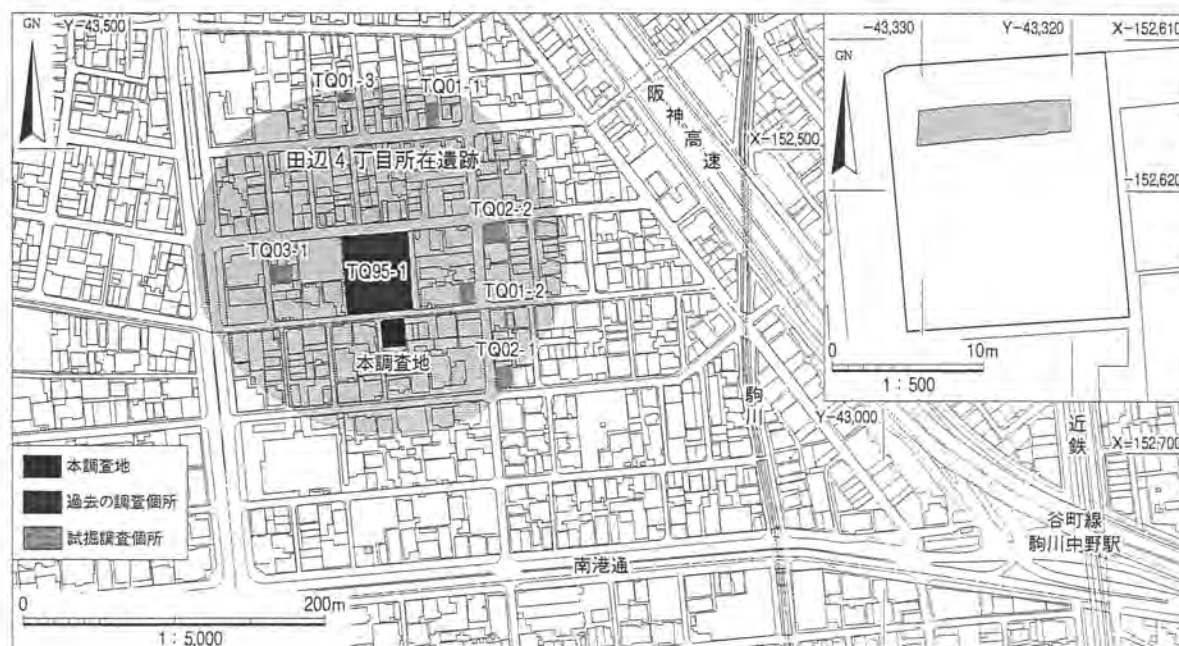 GN
-Y-43,500
TQ01-3
TQ01-1
阪神高速
X-152,500
田辺4丁目所在遺跡
TQ02-2
TQ03-1
TQ95-1
TQ01-2
本調査地
TQ02-1
駒川
Y-43,000
近鉄
X-152,700
谷町線
駒川中野駅
南港通
本調査地
過去の調査個所
試掘調査個所
0
200m
1：5,000
-43,330
Y-43,320
X-152,610
GN
-152,620
0
10m
1：500